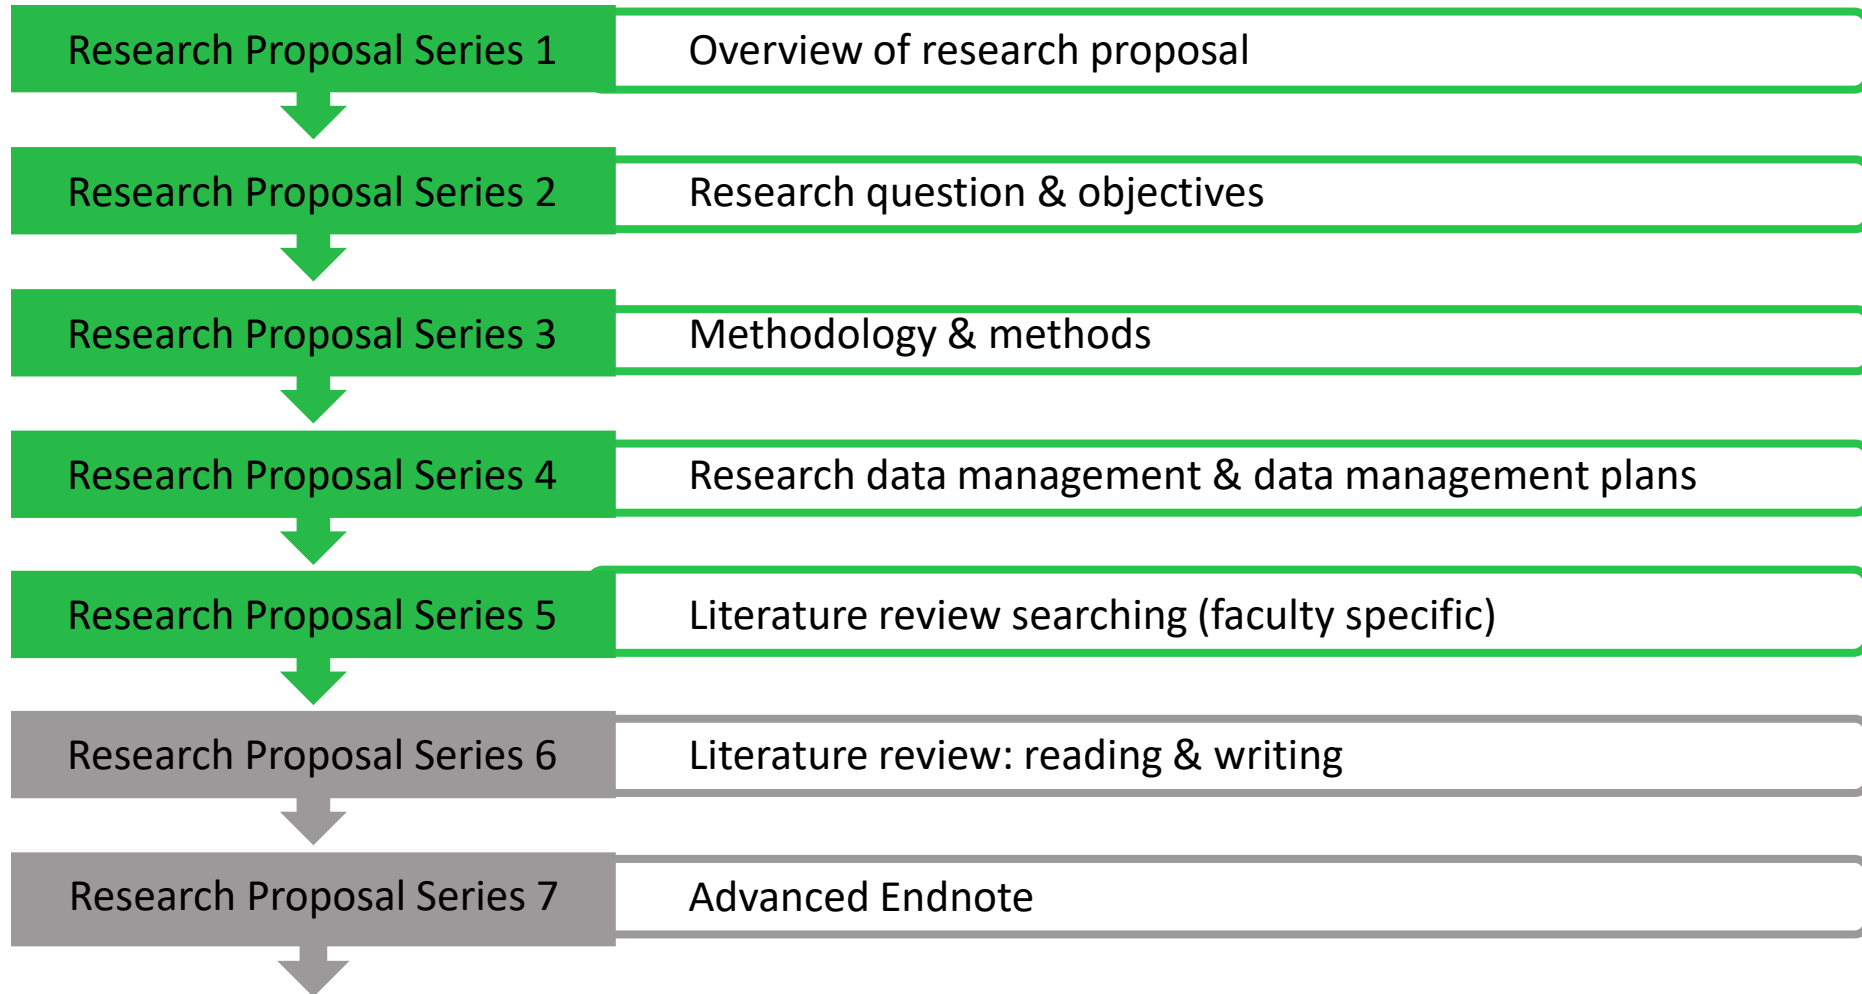 Research Proposal Series 1
Overview of research proposal
Research Proposal Series 2
Research question & objectives
Research Proposal Series 3
Methodology & methods
Research Proposal Series 4
Research data management & data management plans
Research Proposal Series 5
Literature review searching (faculty specific)
Research Proposal Series 6
Literature review: reading & writing
Research Proposal Series 7
Advanced Endnote